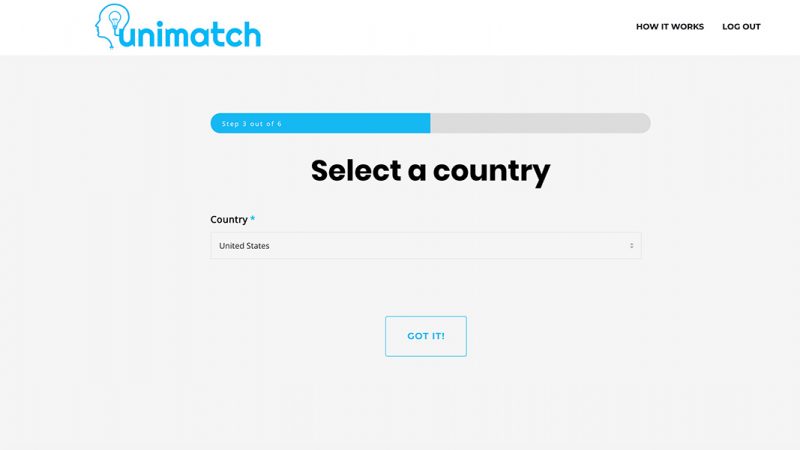 unimatch
HOW IT WORKS LOG OUT
Step 3 out of 6
Select a country
Country *
United States
GOT IT!